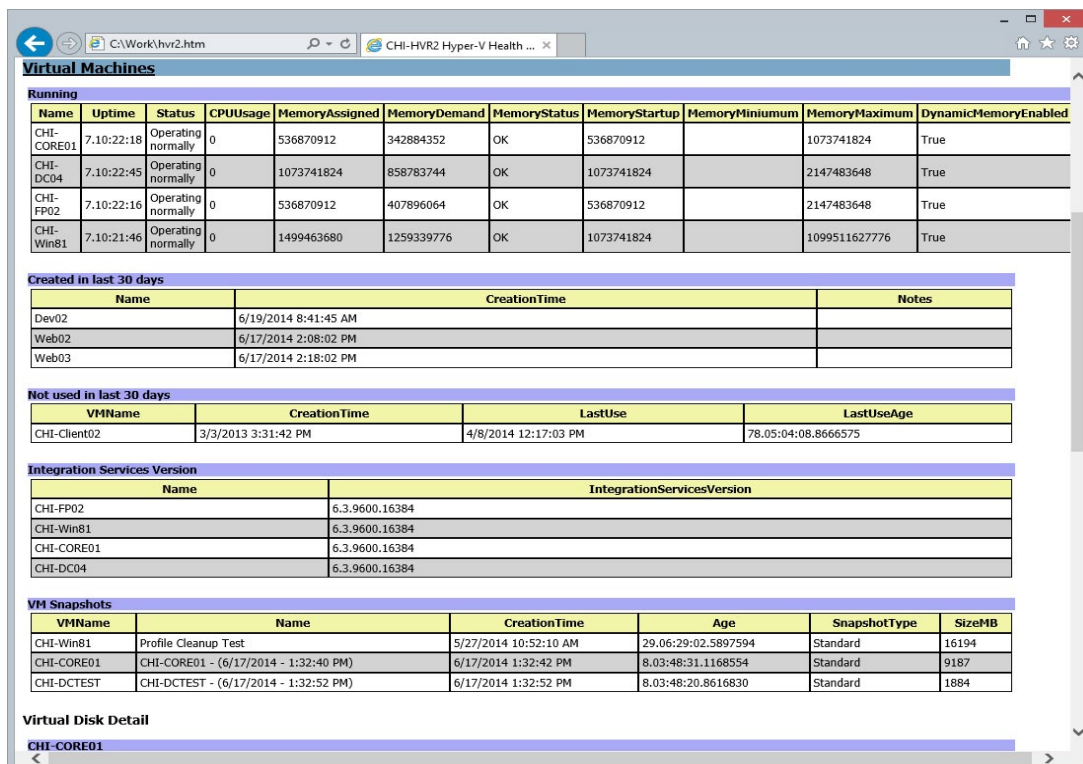 C:\Work\hvr2.htm
CHI-HVR2 Hyper-V Health ...
Virtual Machines
Running
Name Uptime Status CPUUsage MemoryAssigned MemoryDemand MemoryStatus MemoryStartup MemoryMiniumum MemoryMaximum DynamicMemoryEnabled
CHI-CORE01 7.10:22:18 Operating normally 0 536870912 342884352 OK 536870912 1073741824 True
CHI-DC04 7.10:22:45 Operating normally 0 1073741824 858783744 OK 1073741824 2147483648 True
CHI-FP02 7.10:22:16 Operating normally 0 536870912 407896064 OK 536870912 2147483648 True
CHI-Win81 7.10:21:46 Operating normally 0 1499463680 1259339776 OK 1073741824 1099511627776 True
Created in last 30 days
Name CreationTime Notes
Dev02 6/19/2014 8:41:45 AM
Web02 6/17/2014 2:08:02 PM
Web03 6/17/2014 2:18:02 PM
Not used in last 30 days
VMName CreationTime LastUse LastUseAge
CHI-Client02 3/3/2013 3:31:42 PM 4/8/2014 12:17:03 PM 78.05:04:08.8666575
Integration Services Version
Name IntegrationServicesVersion
CHI-FP02 6.3.9600.16384
CHI-Win81 6.3.9600.16384
CHI-CORE01 6.3.9600.16384
CHI-DC04 6.3.9600.16384
VM Snapshots
VMName Name CreationTime Age SnapshotType SizeMB
CHI-Win81 Profile Cleanup Test 5/27/2014 10:52:10 AM 29.06:29:02.5897594 Standard 16194
CHI-CORE01 CHI-CORE01 - (6/17/2014 - 1:32:40 PM) 6/17/2014 1:32:42 PM 8.03:48:31.1168554 Standard 9187
CHI-DCTEST CHI-DCTEST - (6/17/2014 - 1:32:52 PM) 6/17/2014 1:32:52 PM 8.03:48:20.8616830 Standard 1884
Virtual Disk Detail
CHI-CORE01